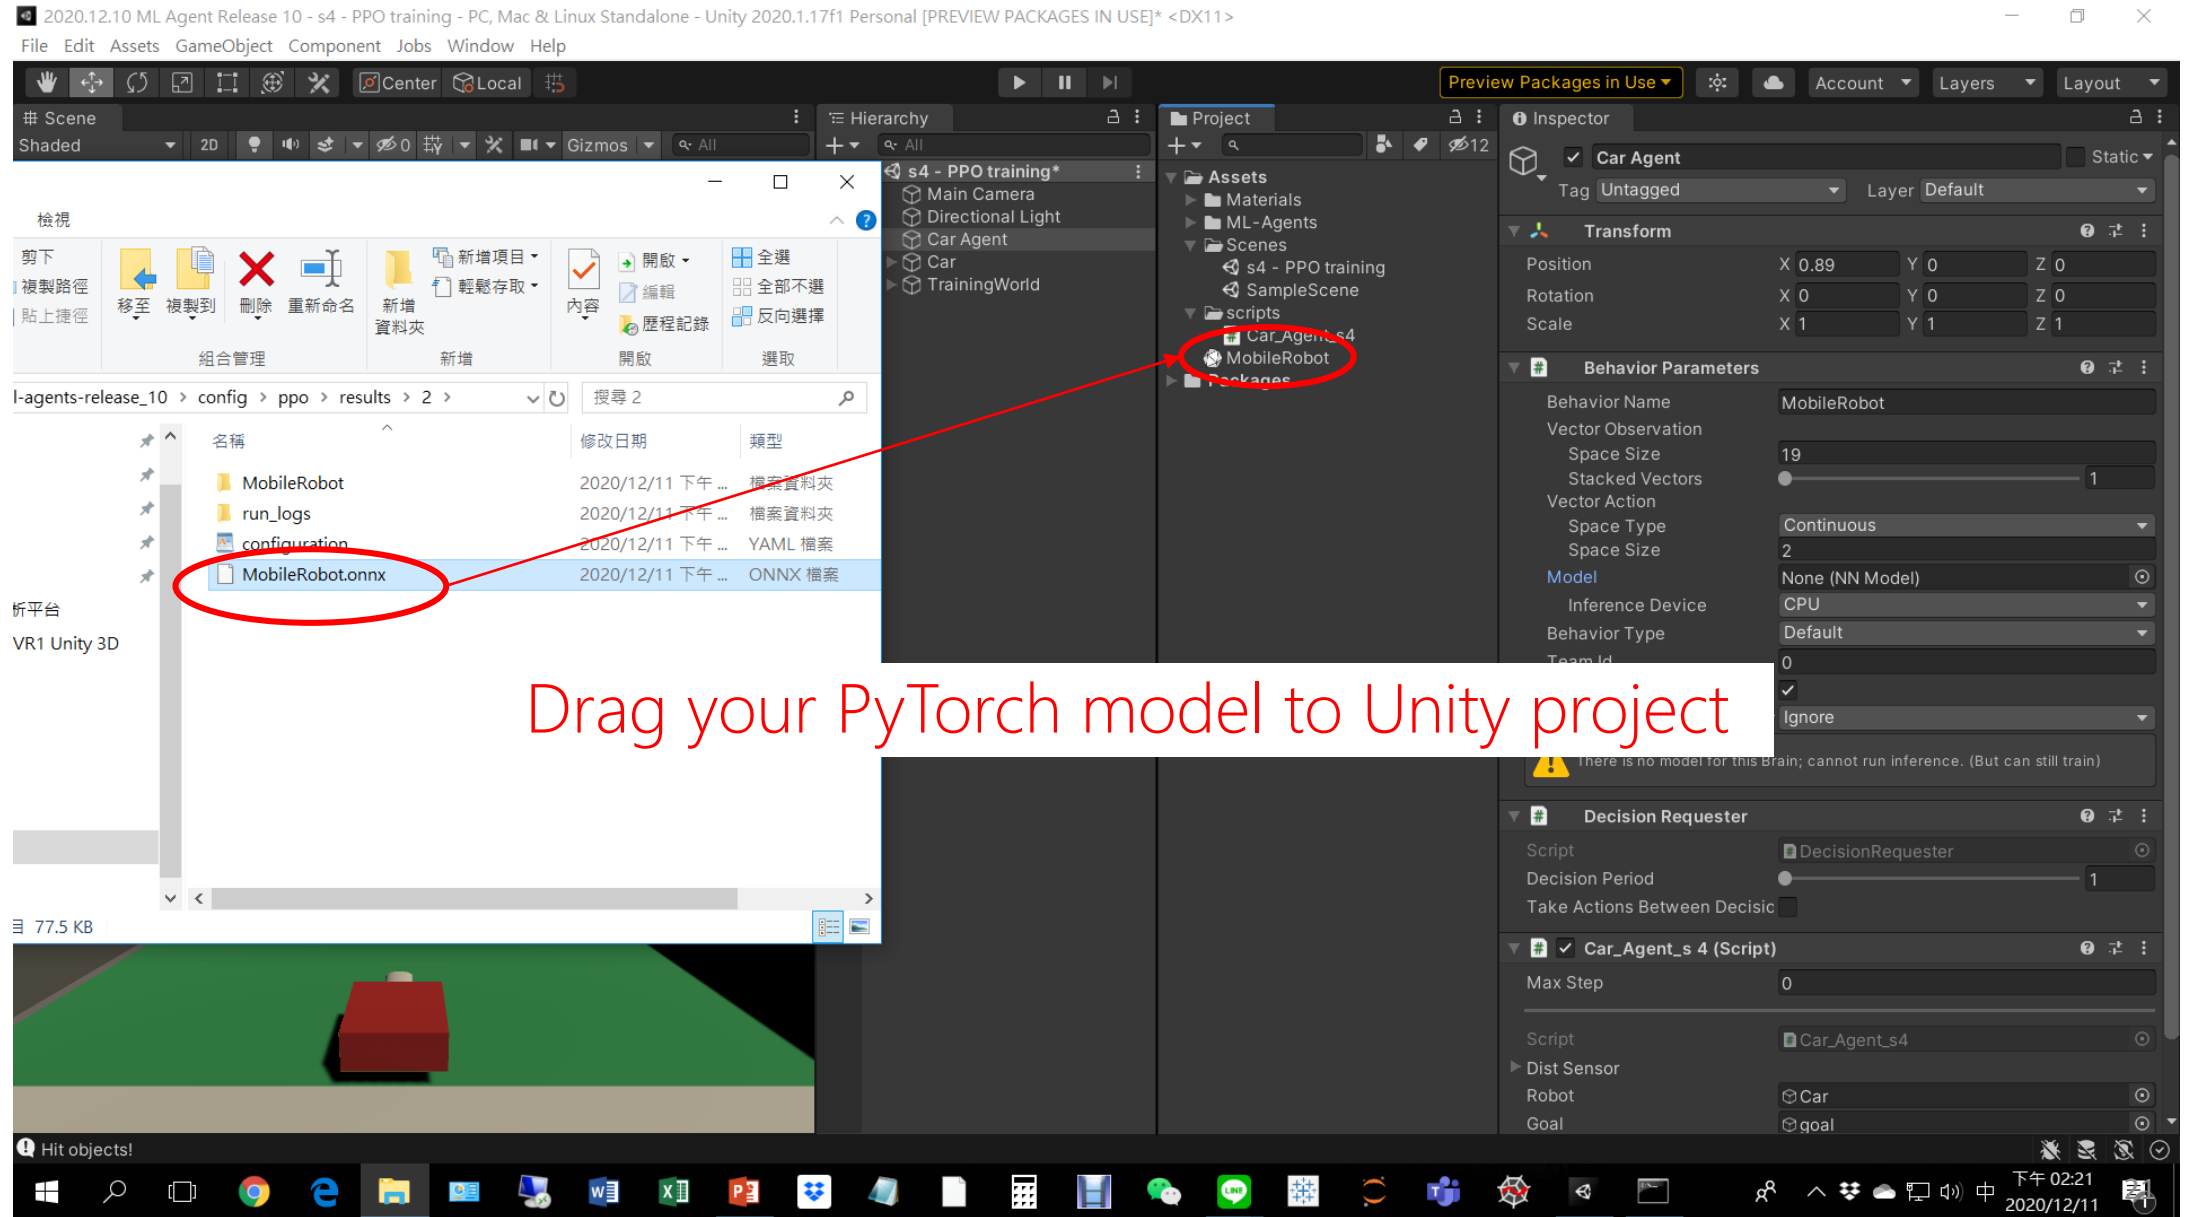 2020.12.10 ML Agent Release 10 - s4 - PPO training - PC, Mac & Linux Standalone - Unity 2020.1.17f1 Personal [PREVIEW PACKAGES IN USE]* <DX11>
File Edit Assets GameObject Component Jobs Window Help
Center Local Preview Packages in Use Account Layers Layout
Scene
Shaded 2D 0 Gizmos All
檢視
剪下
複製路徑
貼上捷徑
移至 複製到 刪除 重新命名
組合管理
新增
資料夾
新增項目
輕鬆存取
新增
內容
開啟
編輯
歷程記錄
開啟
全選
全部不選
反向選擇
選取
l-agents-release_10 > config > ppo > results > 2 >
搜尋 2
名稱 修改日期 類型
MobileRobot 2020/12/11 下午 ... 檔案資料夾
run_logs 2020/12/11 下午 ... 檔案資料夾
configuration 2020/12/11 下午 ... YAML 檔案
MobileRobot.onnx 2020/12/11 下午 ... ONNX 檔案
析平台
VR1 Unity 3D
77.5 KB
Hierarchy
All
s4 - PPO training*
Main Camera
Directional Light
Car Agent
Car
TrainingWorld
Project
12
Assets
Materials
ML-Agents
Scenes
s4 - PPO training
SampleScene
scripts
Car_Agent_s4
MobileRobot
Packages
Drag your PyTorch model to Unity project
Inspector
Car Agent Static
Tag Untagged Layer Default
Transform
Position X 0.89 Y 0 Z 0
Rotation X 0 Y 0 Z 0
Scale X 1 Y 1 Z 1
Behavior Parameters
Behavior Name MobileRobot
Vector Observation
Space Size 19
Stacked Vectors 1
Vector Action
Space Type Continuous
Space Size 2
Model None (NN Model)
Inference Device CPU
Behavior Type Default
Team Id 0
Ignore
There is no model for this Brain; cannot run inference. (But can still train)
Decision Requester
Script DecisionRequester
Decision Period 1
Take Actions Between Decisic
Car_Agent_s 4 (Script)
Max Step 0
Script Car_Agent_s4
Dist Sensor
Robot Car
Goal goal
Hit objects!
中
下午 02:21
2020/12/11